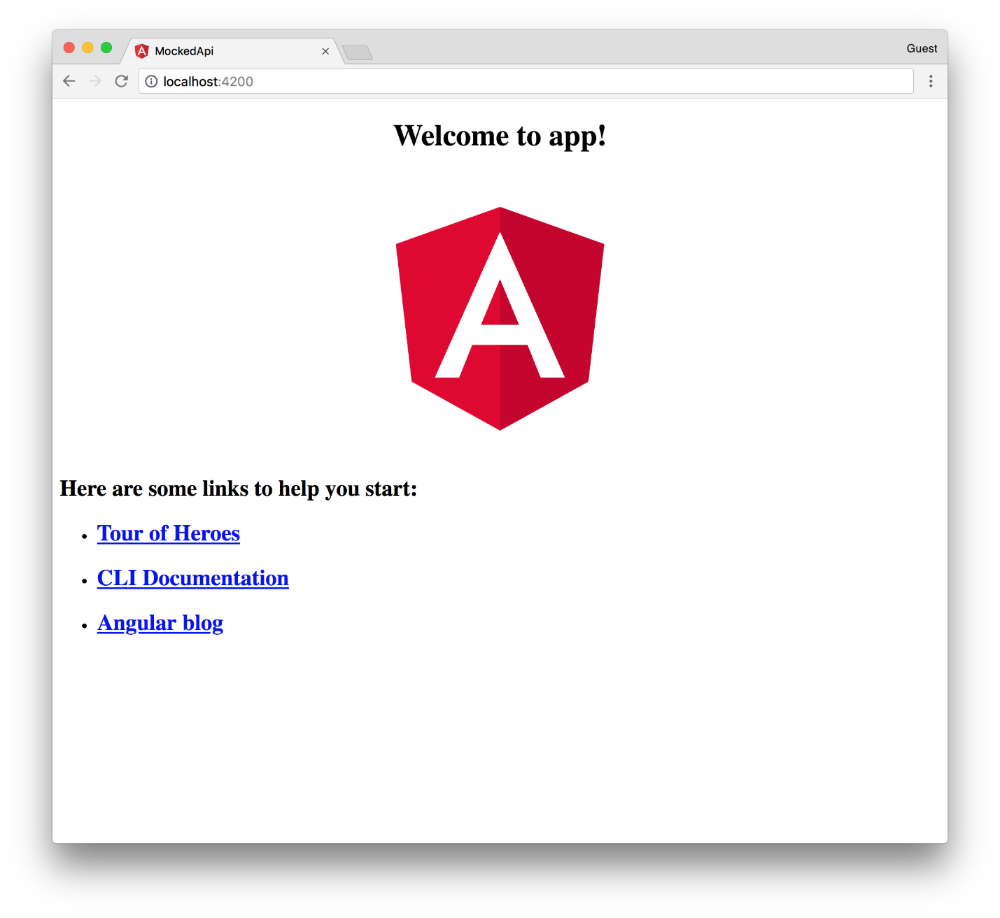 MockedApi
Guest
localhost:4200
Welcome to app!
A
Here are some links to help you start:
Tour of Heroes
CLI Documentation
Angular blog